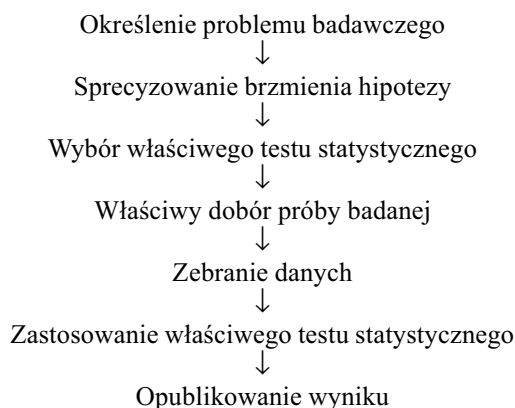 Określenie problemu badawczego
↓
Sprecyzowanie brzmienia hipotezy
↓
Wybór właściwego testu statystycznego
↓
Właściwy dobór próby badanej
↓
Zebranie danych
↓
Zastosowanie właściwego testu statystycznego
↓
Opublikowanie wyniku